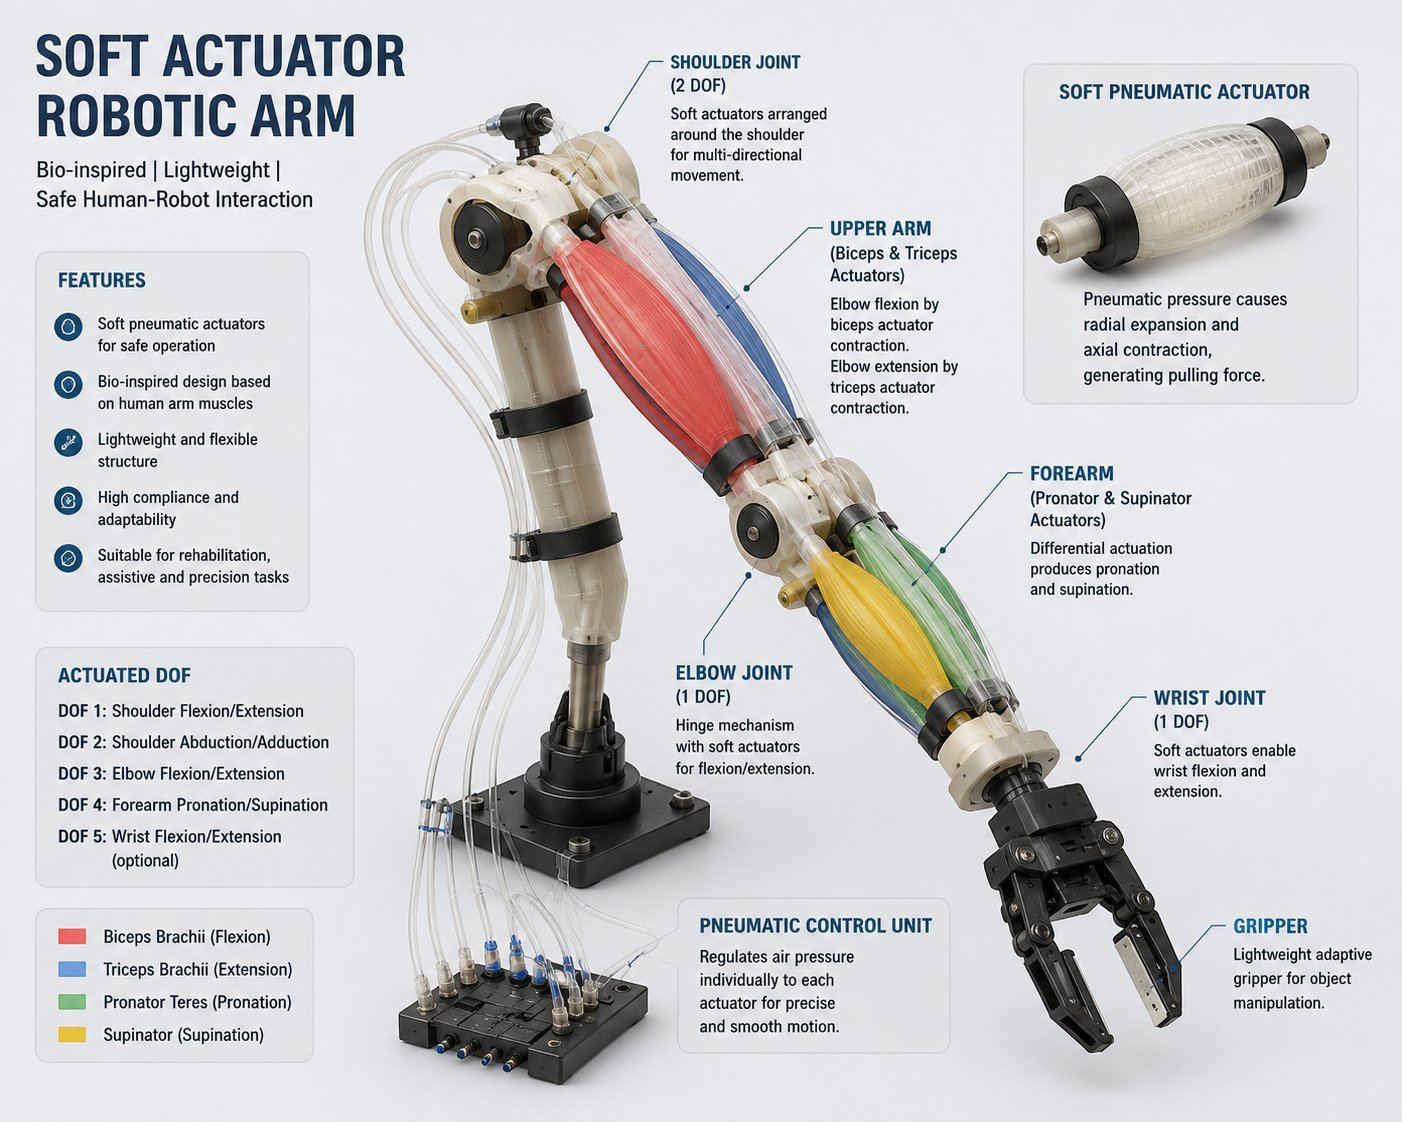 SOFT ACTUATOR
ROBOTIC ARM
Bio-inspired | Lightweight |
Safe Human-Robot Interaction
FEATURES
Soft pneumatic actuators
for safe operation
Bio-inspired design based
on human arm muscles
Lightweight and flexible
structure
High compliance and
adaptability
Suitable for rehabilitation,
assistive and precision tasks
ACTUATED DOF
DOF 1: Shoulder Flexion/Extension
DOF 2: Shoulder Abduction/Adduction
DOF 3: Elbow Flexion/Extension
DOF 4: Forearm Pronation/Supination
DOF 5: Wrist Flexion/Extension
(optional)
Biceps Brachii (Flexion)
Triceps Brachii (Extension)
Pronator Teres (Pronation)
Supinator (Supination)
SHOULDER JOINT
(2 DOF)
Soft actuators arranged
around the shoulder
for multi-directional
movement.
UPPER ARM
(Biceps & Triceps
Actuators)
Elbow flexion by
biceps actuator
contraction.
Elbow extension by
triceps actuator
contraction.
SOFT PNEUMATIC ACTUATOR
Pneumatic pressure causes
radial expansion and
axial contraction,
generating pulling force.
FOREARM
(Pronator & Supinator
Actuators)
Differential actuation
produces pronation
and supination.
ELBOW JOINT
(1 DOF)
Hinge mechanism
with soft actuators
for flexion/extension.
WRIST JOINT
(1 DOF)
Soft actuators enable
wrist flexion and
extension.
PNEUMATIC CONTROL UNIT
Regulates air pressure
individually to each
actuator for precise
and smooth motion.
GRIPPER
Lightweight adaptive
gripper for object
manipulation.